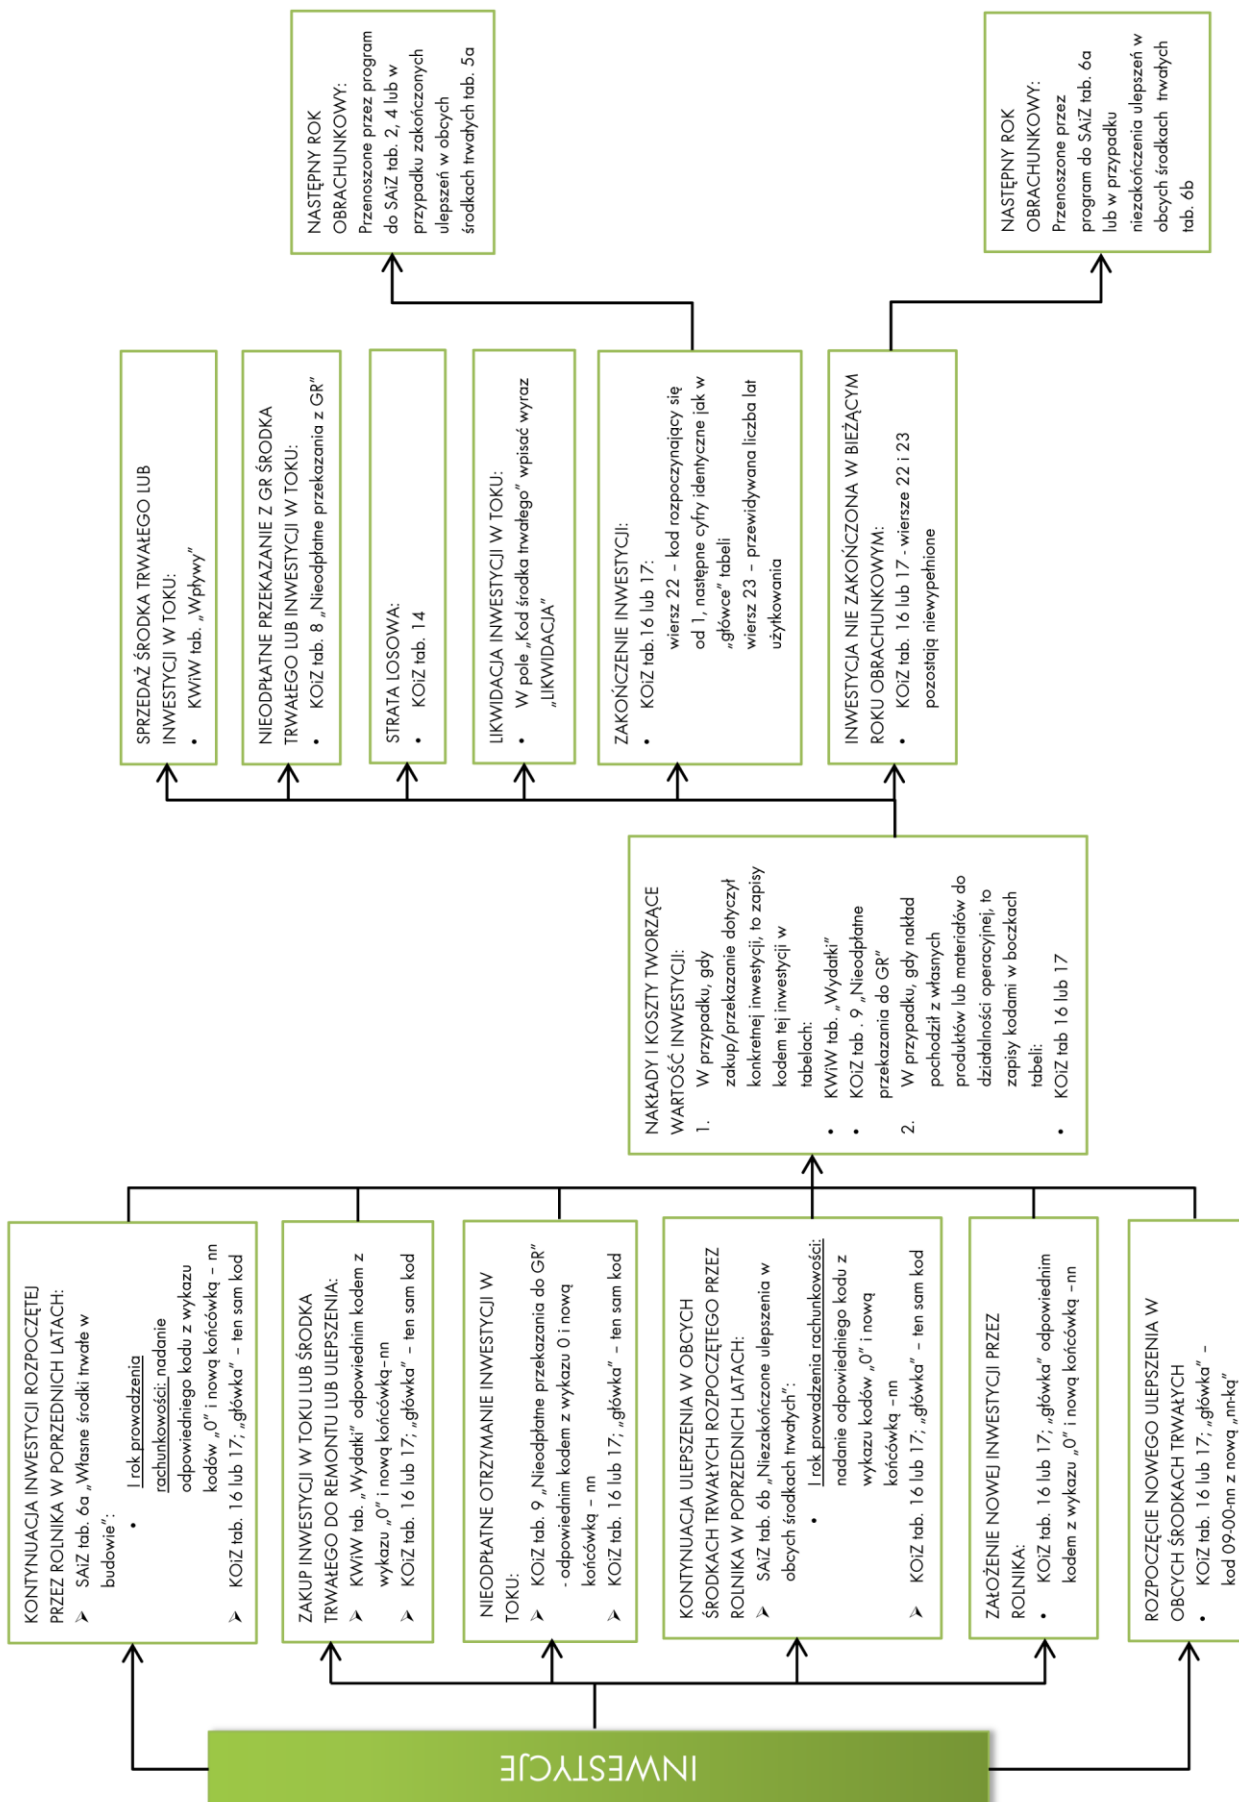 INWESTYCJE
KONTYNUACJA INWESTYCJI ROZPOCZĘTEJ
PRZEZ ROLNIKA W POPRZEDNICH LATACH:
➢ SAiZ tab. 6a „Własne środki trwałe w
budowie”:
• I rok prowadzenia
rachunkowości: nadanie
odpowiedniego kodu z wykazu
kodów „0” i nową końcówką – nn
➢ KOiZ tab. 16 lub 17; „główka” – ten sam kod
ZAKUP INWESTYCJI W TOKU LUB ŚRODKA
TRWAŁEGO DO REMONTU LUB ULEPSZENIA:
➢ KWiW tab. „Wydatki” odpowiednim kodem z
wykazu „0” i nową końcówką–nn
➢ KOiZ tab. 16 lub 17; „główka” – ten sam kod
NIEODPŁATNE OTRZYMANIE INWESTYCJI W
TOKU:
➢ KOiZ tab. 9 „Nieodpłatne przekazania do GR”
- odpowiednim kodem z wykazu 0 i nową
końcówką – nn
➢ KOiZ tab. 16 lub 17; „główka” – ten sam kod
KONTYNUACJA ULEPSZENIA W OBCYCH
ŚRODKACH TRWAŁYCH ROZPOCZĘTEGO PRZEZ
ROLNIKA W POPRZEDNICH LATACH:
➢ SAiZ tab. 6b „Niezakończone ulepszenia w
obcych środkach trwałych”:
• I rok prowadzenia rachunkowości:
nadanie odpowiedniego kodu z
wykazu kodów „0” i nową
końcówką –nn
➢ KOiZ tab. 16 lub 17; „główka” – ten sam kod
ZAŁOŻENIE NOWEJ INWESTYCJI PRZEZ
ROLNIKA:
• KOiZ tab. 16 lub 17; „główka” odpowiednim
kodem z wykazu „0” i nową końcówką –nn
ROZPOCZĘCIE NOWEGO ULEPSZENIA W
OBCYCH ŚRODKACH TRWAŁYCH
• KOiZ tab. 16 lub 17; „główka” –
kod 09-00-nn z nową „nn-ką”
NAKŁADY I KOSZTY TWORZĄCE
WARTOŚĆ INWESTYCJI:
1. W przypadku, gdy
zakup/przekazanie dotyczył
konkretnej inwestycji, to zapisy
kodem tej inwestycji w
tabelach:
• KWiW tab. „Wydatki”
• KOiZ tab . 9 „Nieodpłatne
przekazania do GR”
2. W przypadku, gdy nakład
pochodził z własnych
produktów lub materiałów do
działalności operacyjnej, to
zapisy kodami w boczkach
tabeli:
• KOiZ tab 16 lub 17
SPRZEDAŻ ŚRODKA TRWAŁEGO LUB
INWESTYCJI W TOKU:
• KWiW tab. „Wpływy”
NIEODPŁATNE PRZEKAZANIE Z GR ŚRODKA
TRWAŁEGO LUB INWESTYCJI W TOKU:
• KOiZ tab. 8 „Nieodpłatne przekazania z GR”
STRATA LOSOWA:
• KOiZ tab. 14
LIKWIDACJA INWESTYCJI W TOKU:
• W pole „Kod środka trwałego” wpisać wyraz
„LIKWIDACJA”
ZAKOŃCZENIE INWESTYCJI:
• KOiZ tab.16 lub 17:
wiersz 22 – kod rozpoczynający się
od 1, następne cyfry identyczne jak w
„główce” tabeli
wiersz 23 – przewidywana liczba lat
użytkowania
INWESTYCJA NIE ZAKOŃCZONA W BIEŻĄCYM
ROKU OBRACHUNKOWYM:
• KOiZ tab. 16 lub 17 - wiersze 22 i 23
pozostają niewypełnione
NASTĘPNY ROK
OBRACHUNKOWY:
Przenoszone przez program
do SAiZ tab. 2, 4 lub w
przypadku zakończonych
ulepszeń w obcych
środkach trwałych tab. 5a
NASTĘPNY ROK
OBRACHUNKOWY:
Przenoszone przez
program do SAiZ tab. 6a
lub w przypadku
niezakończenia ulepszeń w
obcych środkach trwałych
tab. 6b